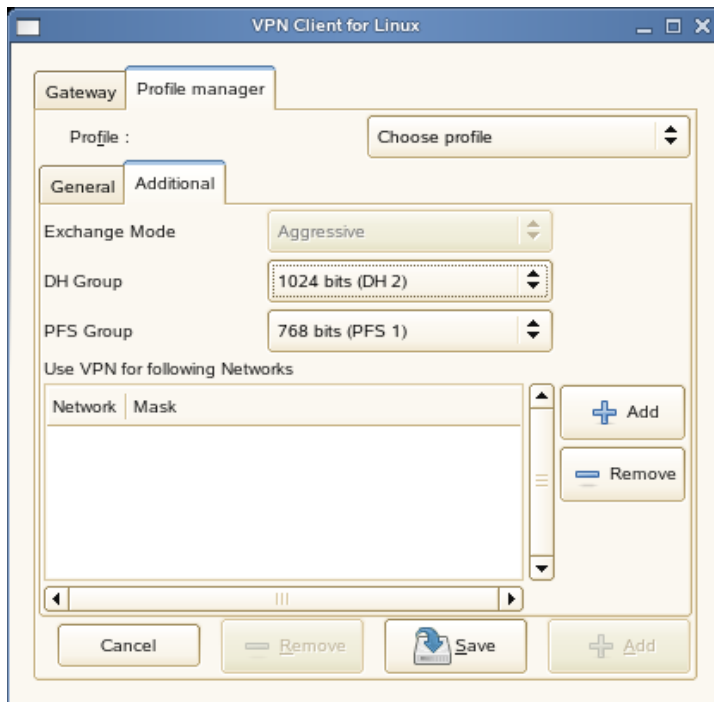 VPN Client for Linux
Gateway Profile manager
Profile : Choose profile
General Additional
Exchange Mode Aggressive
DH Group 1024 bits (DH 2)
PFS Group 768 bits (PFS 1)
Use VPN for following Networks
Network Mask
Add
Remove
Cancel Remove Save Add